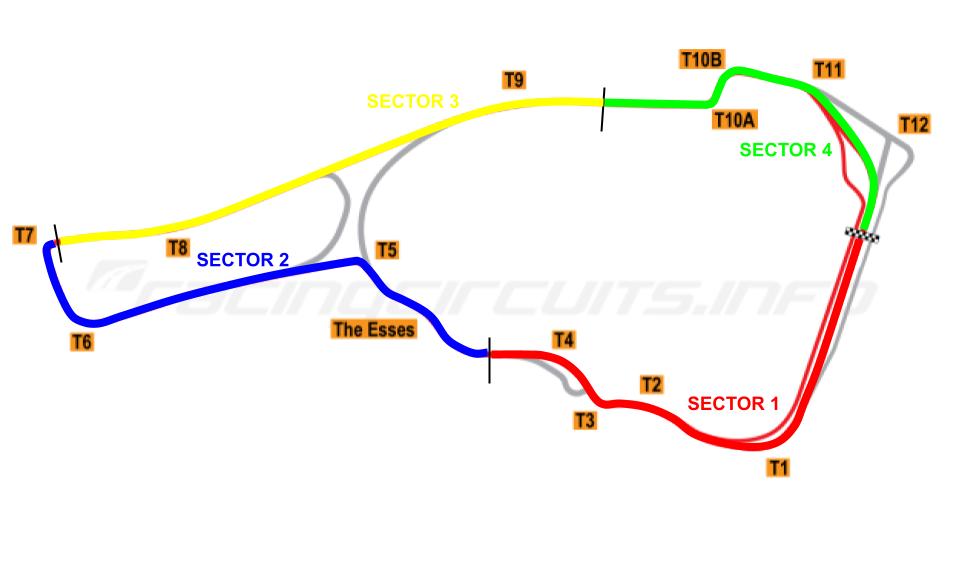 T10B
T11
T9
SECTOR 3
T10A
T12
SECTOR 4
T7
T8
SECTOR 2
T5
RACINGCIRCUITS.INFO
The Esses
T6
T4
T2
SECTOR 1
T3
T1